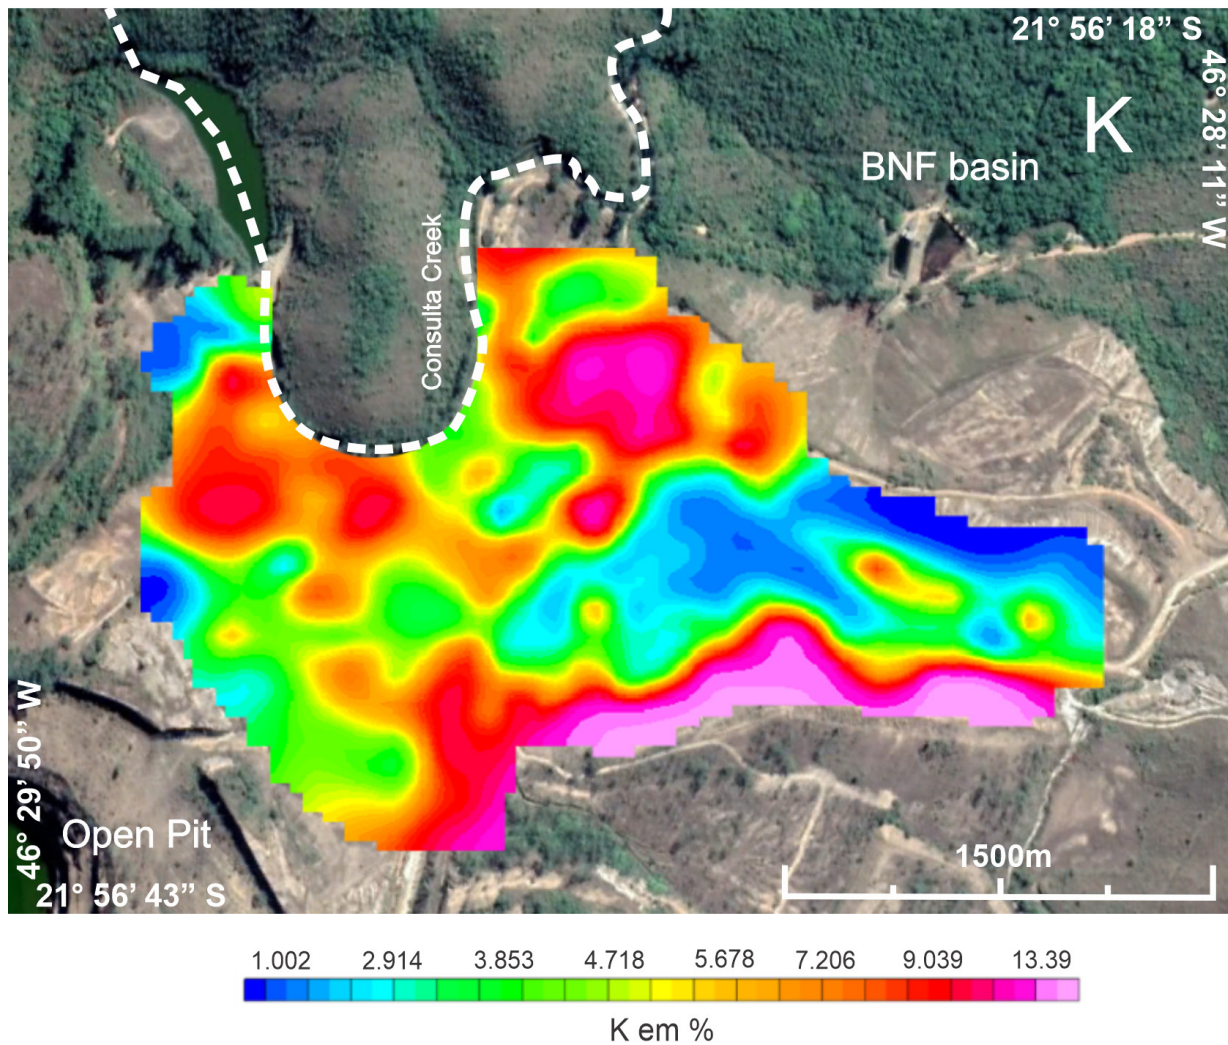 21° 56’ 18” S
46° 28’ 11” W
K
BNF basin
Consulta Creek
46° 29’ 50” W
Open Pit
21° 56’ 43” S
1500m
1.002 2.914 3.853 4.718 5.678 7.206 9.039 13.39
K em %